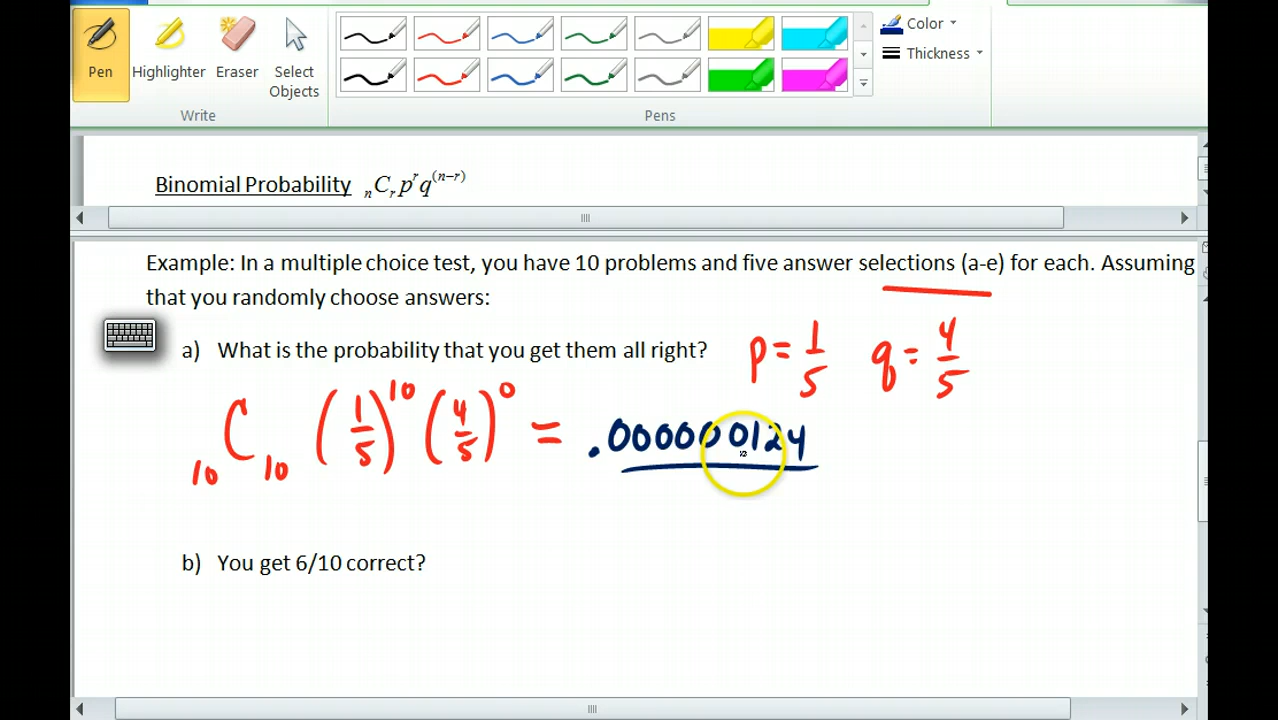 Pen
Highlighter
Eraser
Select
Objects
Write
Pens
Color
Thickness
Binomial Probability nCr p^r q^(n-r)
Example: In a multiple choice test, you have 10 problems and five answer selections (a-e) for each. Assuming
that you randomly choose answers:
a) What is the probability that you get them all right? p = 1/5 q = 4/5
10 C 10 (1/5)^10 (4/5)^0 = .000000124
b) You get 6/10 correct?